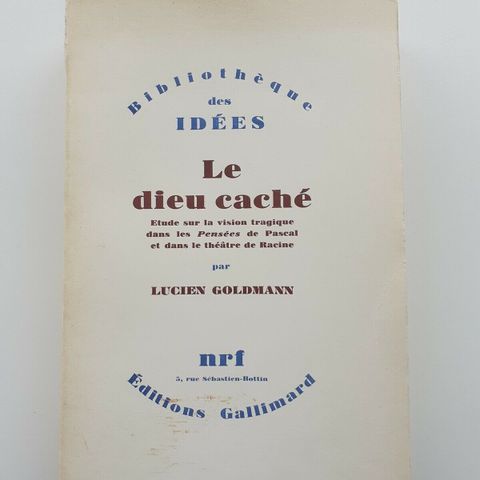 Bibliothèque
des
IDÉES
Le
dieu caché
Etude sur la vision tragique
dans les Pensées de Pascal
et dans le théâtre de Racine
par
LUCIEN GOLDMANN
nrf
5, rue Sébastien-Bottin
Éditions Gallimard